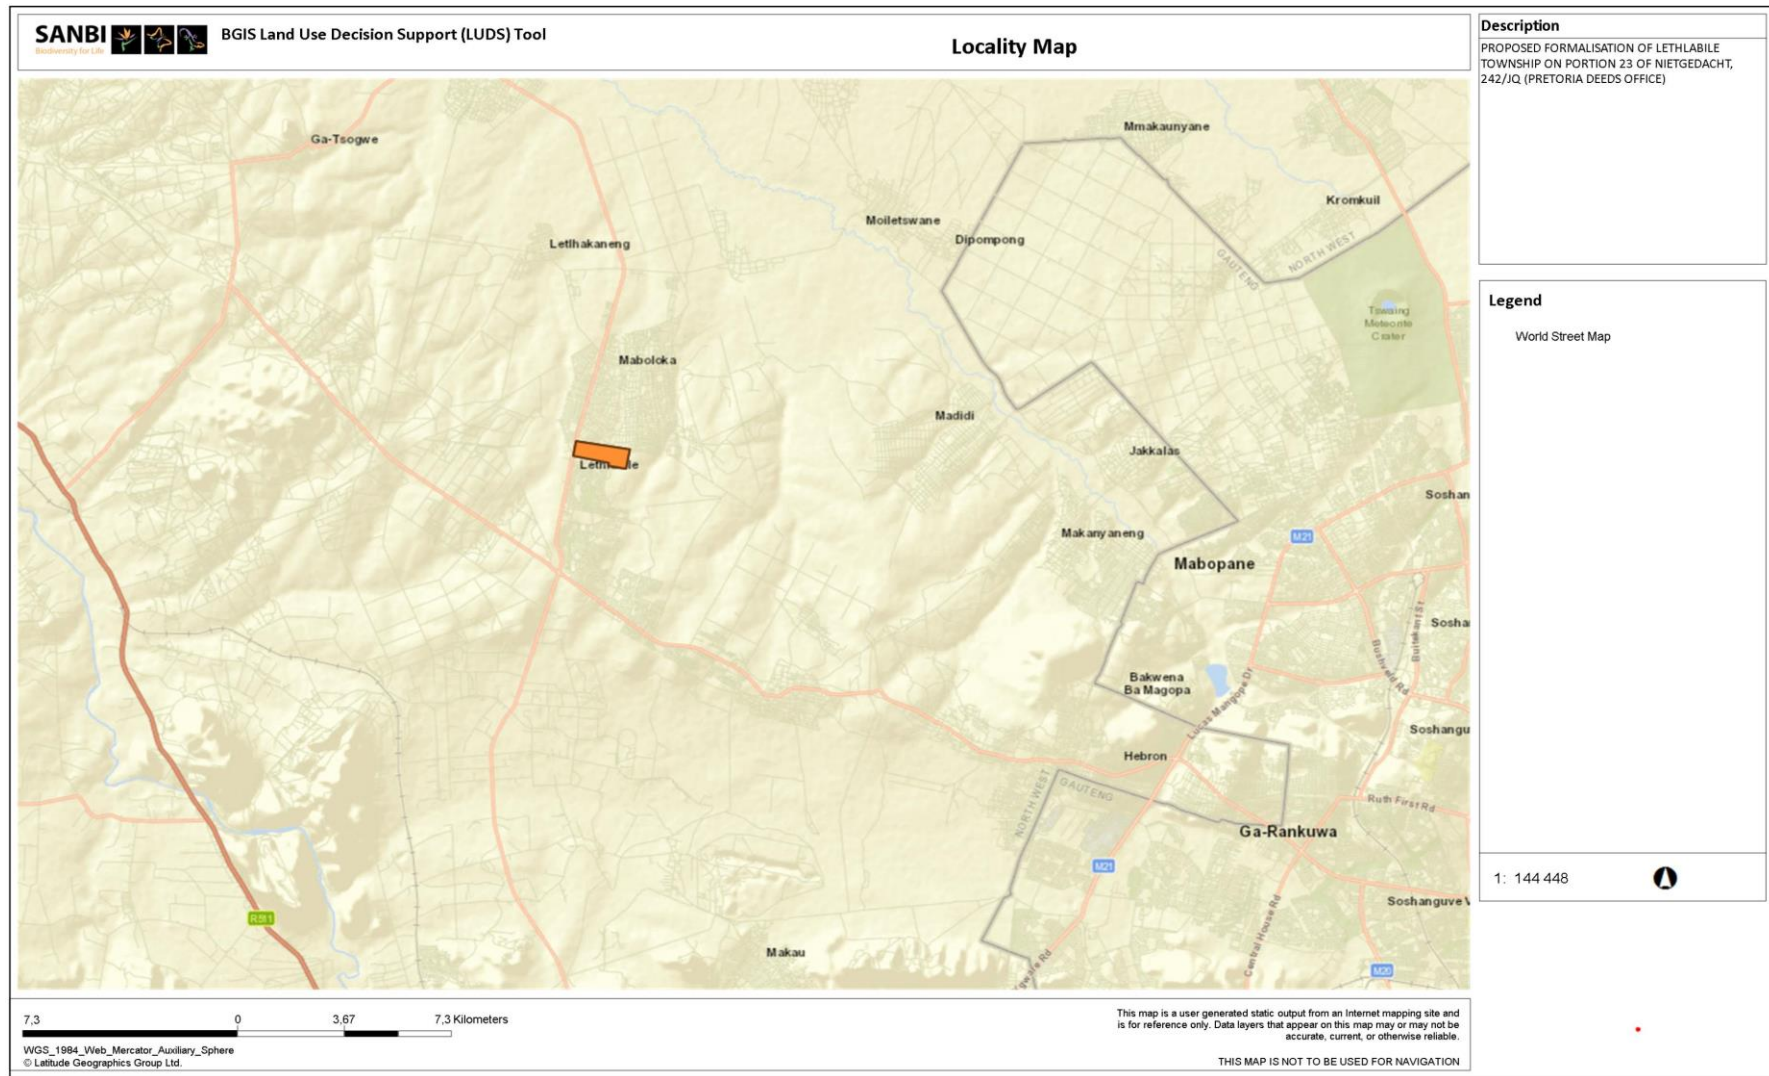 SANBI
Biodiversity for Life
BGIS Land Use Decision Support (LUDS) Tool
Locality Map
Description
PROPOSED FORMALISATION OF LETHLABILE
TOWNSHIP ON PORTION 23 OF NIETGEDACHT,
242/JQ (PRETORIA DEEDS OFFICE)
Ga-Tsogwe
Mmakaunyane
Kromkuil
Moiletswane
Dipompong
Letlhakaneng
GAUTENG
NORTH WEST
Tswaing
Meteorite
Crater
Maboloka
Madidi
Jakkalas
Soshan
Makanyaneng
M21
Mabopane
Buitekant St
Sosha
Bushveld Rd
Bakwena
Ba Magopa
Lucas Mangope Dr
Soshangu
Hebron
NORTH WEST
GAUTENG
Ruth First Rd
Ga-Rankuwa
M21
Soshanguve V
R511
Central House Rd
Makau
M20
Legend
World Street Map
1: 144 448
7,3
0
3,67
7,3 Kilometers
WGS_1984_Web_Mercator_Auxiliary_Sphere
© Latitude Geographics Group Ltd.
This map is a user generated static output from an Internet mapping site and
is for reference only. Data layers that appear on this map may or may not be
accurate, current, or otherwise reliable.
THIS MAP IS NOT TO BE USED FOR NAVIGATION